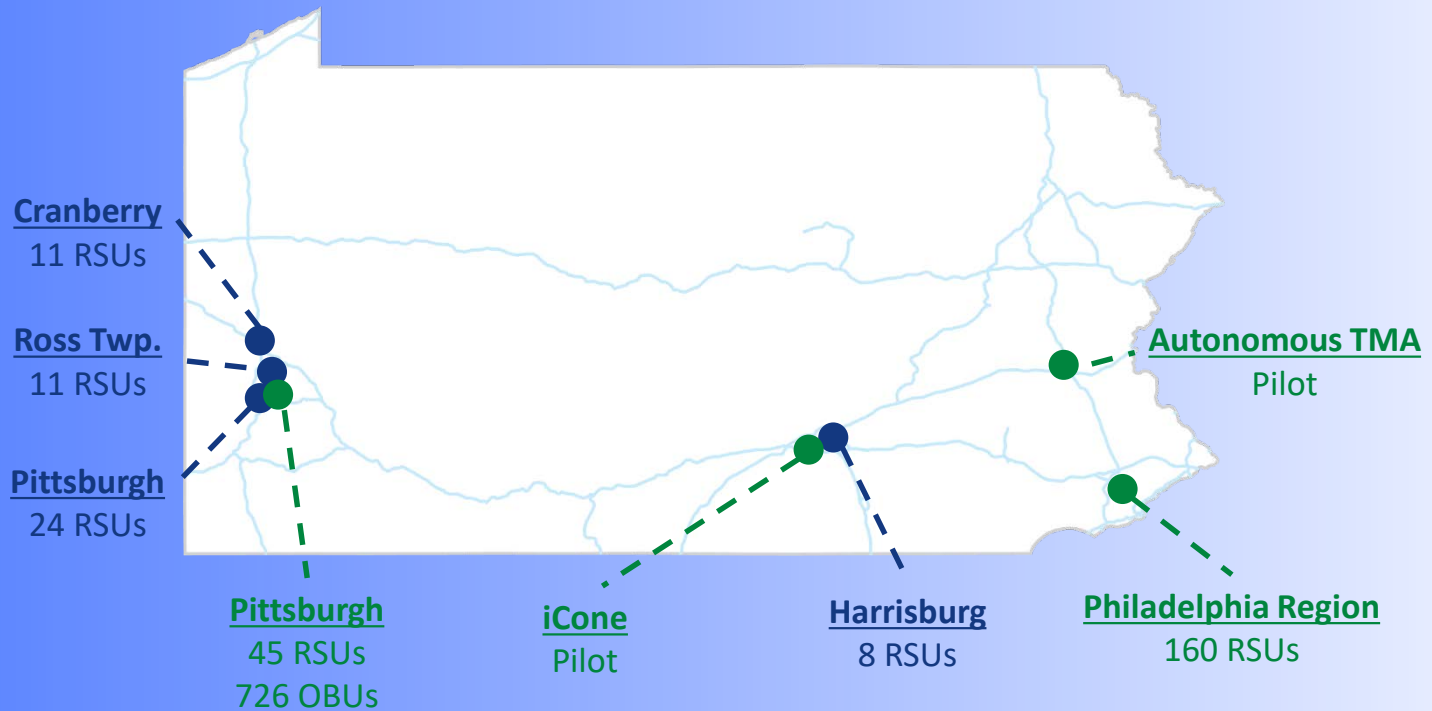 Cranberry
11 RSUs
Ross Twp.
11 RSUs
Pittsburgh
24 RSUs
Autonomous TMA
Pilot
Pittsburgh
45 RSUs
726 OBUs
iCone
Pilot
Harrisburg
8 RSUs
Philadelphia Region
160 RSUs